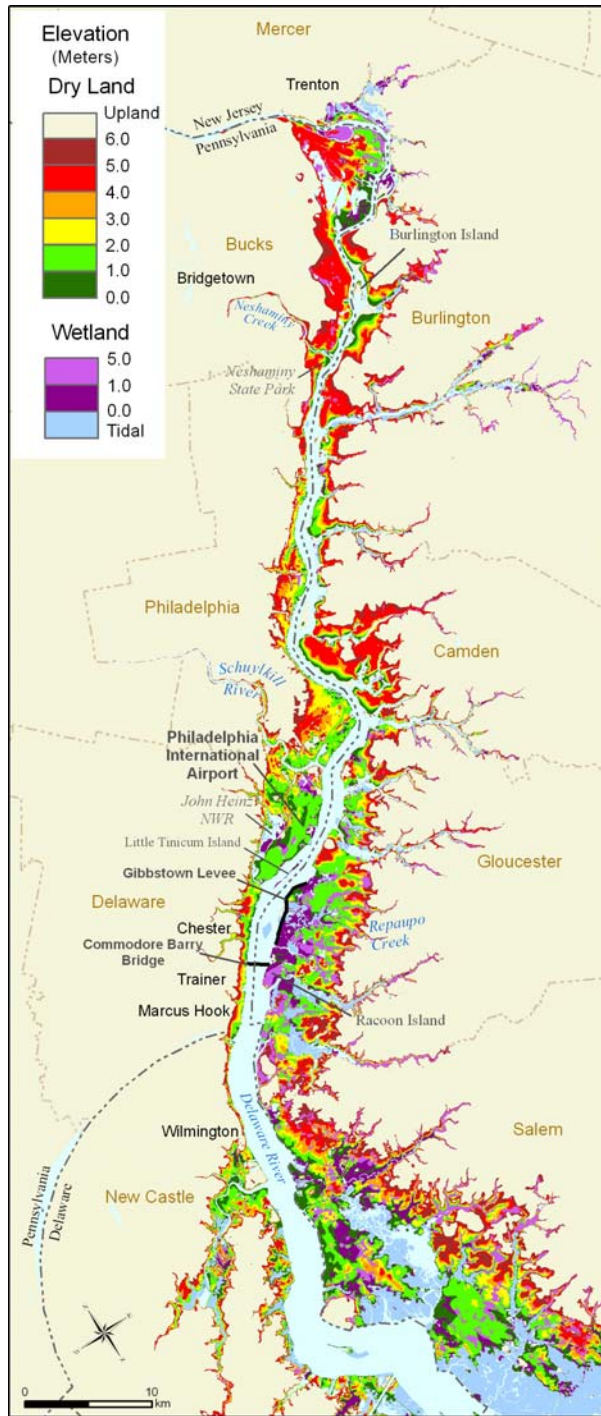 Elevation
(Meters)
Dry Land
Upland
6.0
5.0
4.0
3.0
2.0
1.0
0.0
Wetland
5.0
1.0
0.0
Tidal
Mercer
Trenton
New Jersey
Pennsylvania
Burlington Island
Bucks
Bridgetown
Neshaminy
Creek
Burlington
Neshaminy
State Park
Philadelphia
Camden
Schuylkill
River
Philadelphia
International
Airport
John Heinz
NWR
Little Tinicum Island
Gloucester
Gibbstown Levee
Delaware
Repaupo
Creek
Chester
Commodore Barry
Bridge
Trainer
Racoon Island
Marcus Hook
Delaware River
Wilmington
Salem
New Castle
Pennsylvania
Delaware
N
0
10
km